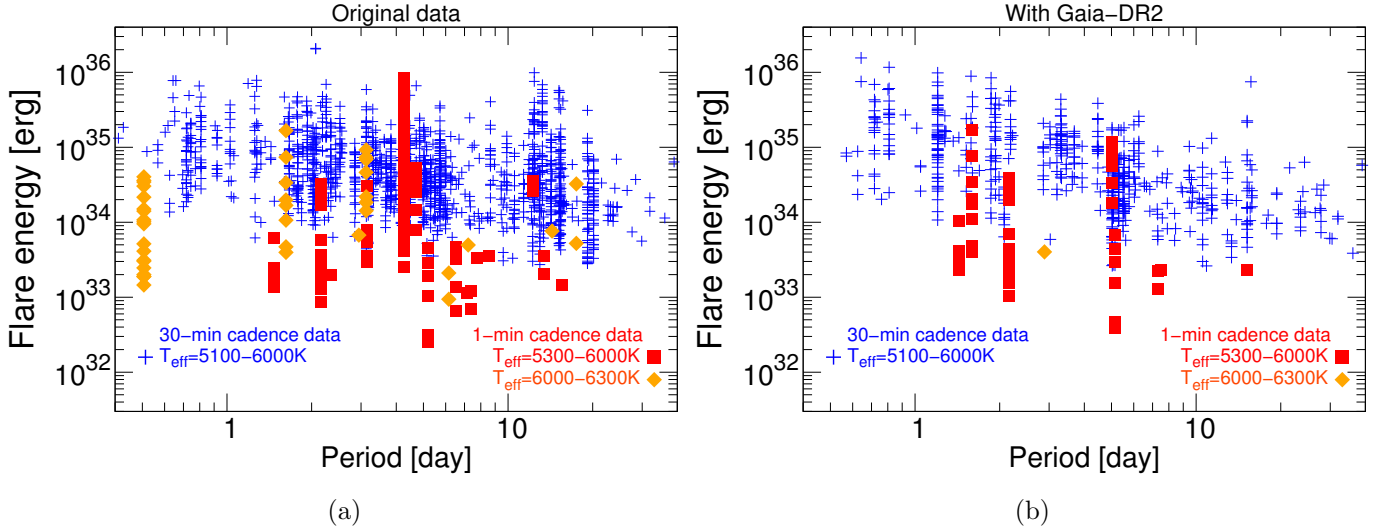 Original data
Flare energy [erg]
10^36
10^35
10^34
10^33
10^32
30−min cadence data
T_eff=5100−6000K
1−min cadence data
T_eff=5300−6000K
T_eff=6000−6300K
1
10
Period [day]
(a)
With Gaia−DR2
Flare energy [erg]
10^36
10^35
10^34
10^33
10^32
30−min cadence data
T_eff=5100−6000K
1−min cadence data
T_eff=5300−6000K
T_eff=6000−6300K
1
10
Period [day]
(b)